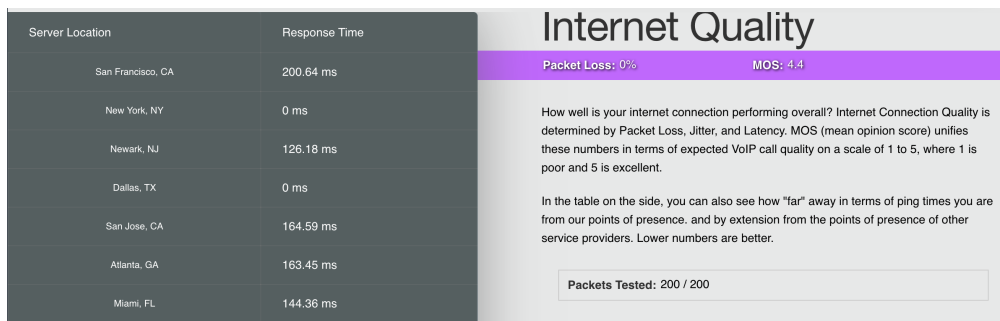 Server Location Response Time
San Francisco, CA 200.64 ms
New York, NY 0 ms
Newark, NJ 126.18 ms
Dallas, TX 0 ms
San Jose, CA 164.59 ms
Atlanta, GA 163.45 ms
Miami, FL 144.36 ms
Internet Quality
Packet Loss: 0% MOS: 4.4
How well is your internet connection performing overall? Internet Connection Quality is
determined by Packet Loss, Jitter, and Latency. MOS (mean opinion score) unifies
these numbers in terms of expected VoIP call quality on a scale of 1 to 5, where 1 is
poor and 5 is excellent.
In the table on the side, you can also see how "far" away in terms of ping times you are
from our points of presence. and by extension from the points of presence of other
service providers. Lower numbers are better.
Packets Tested: 200 / 200